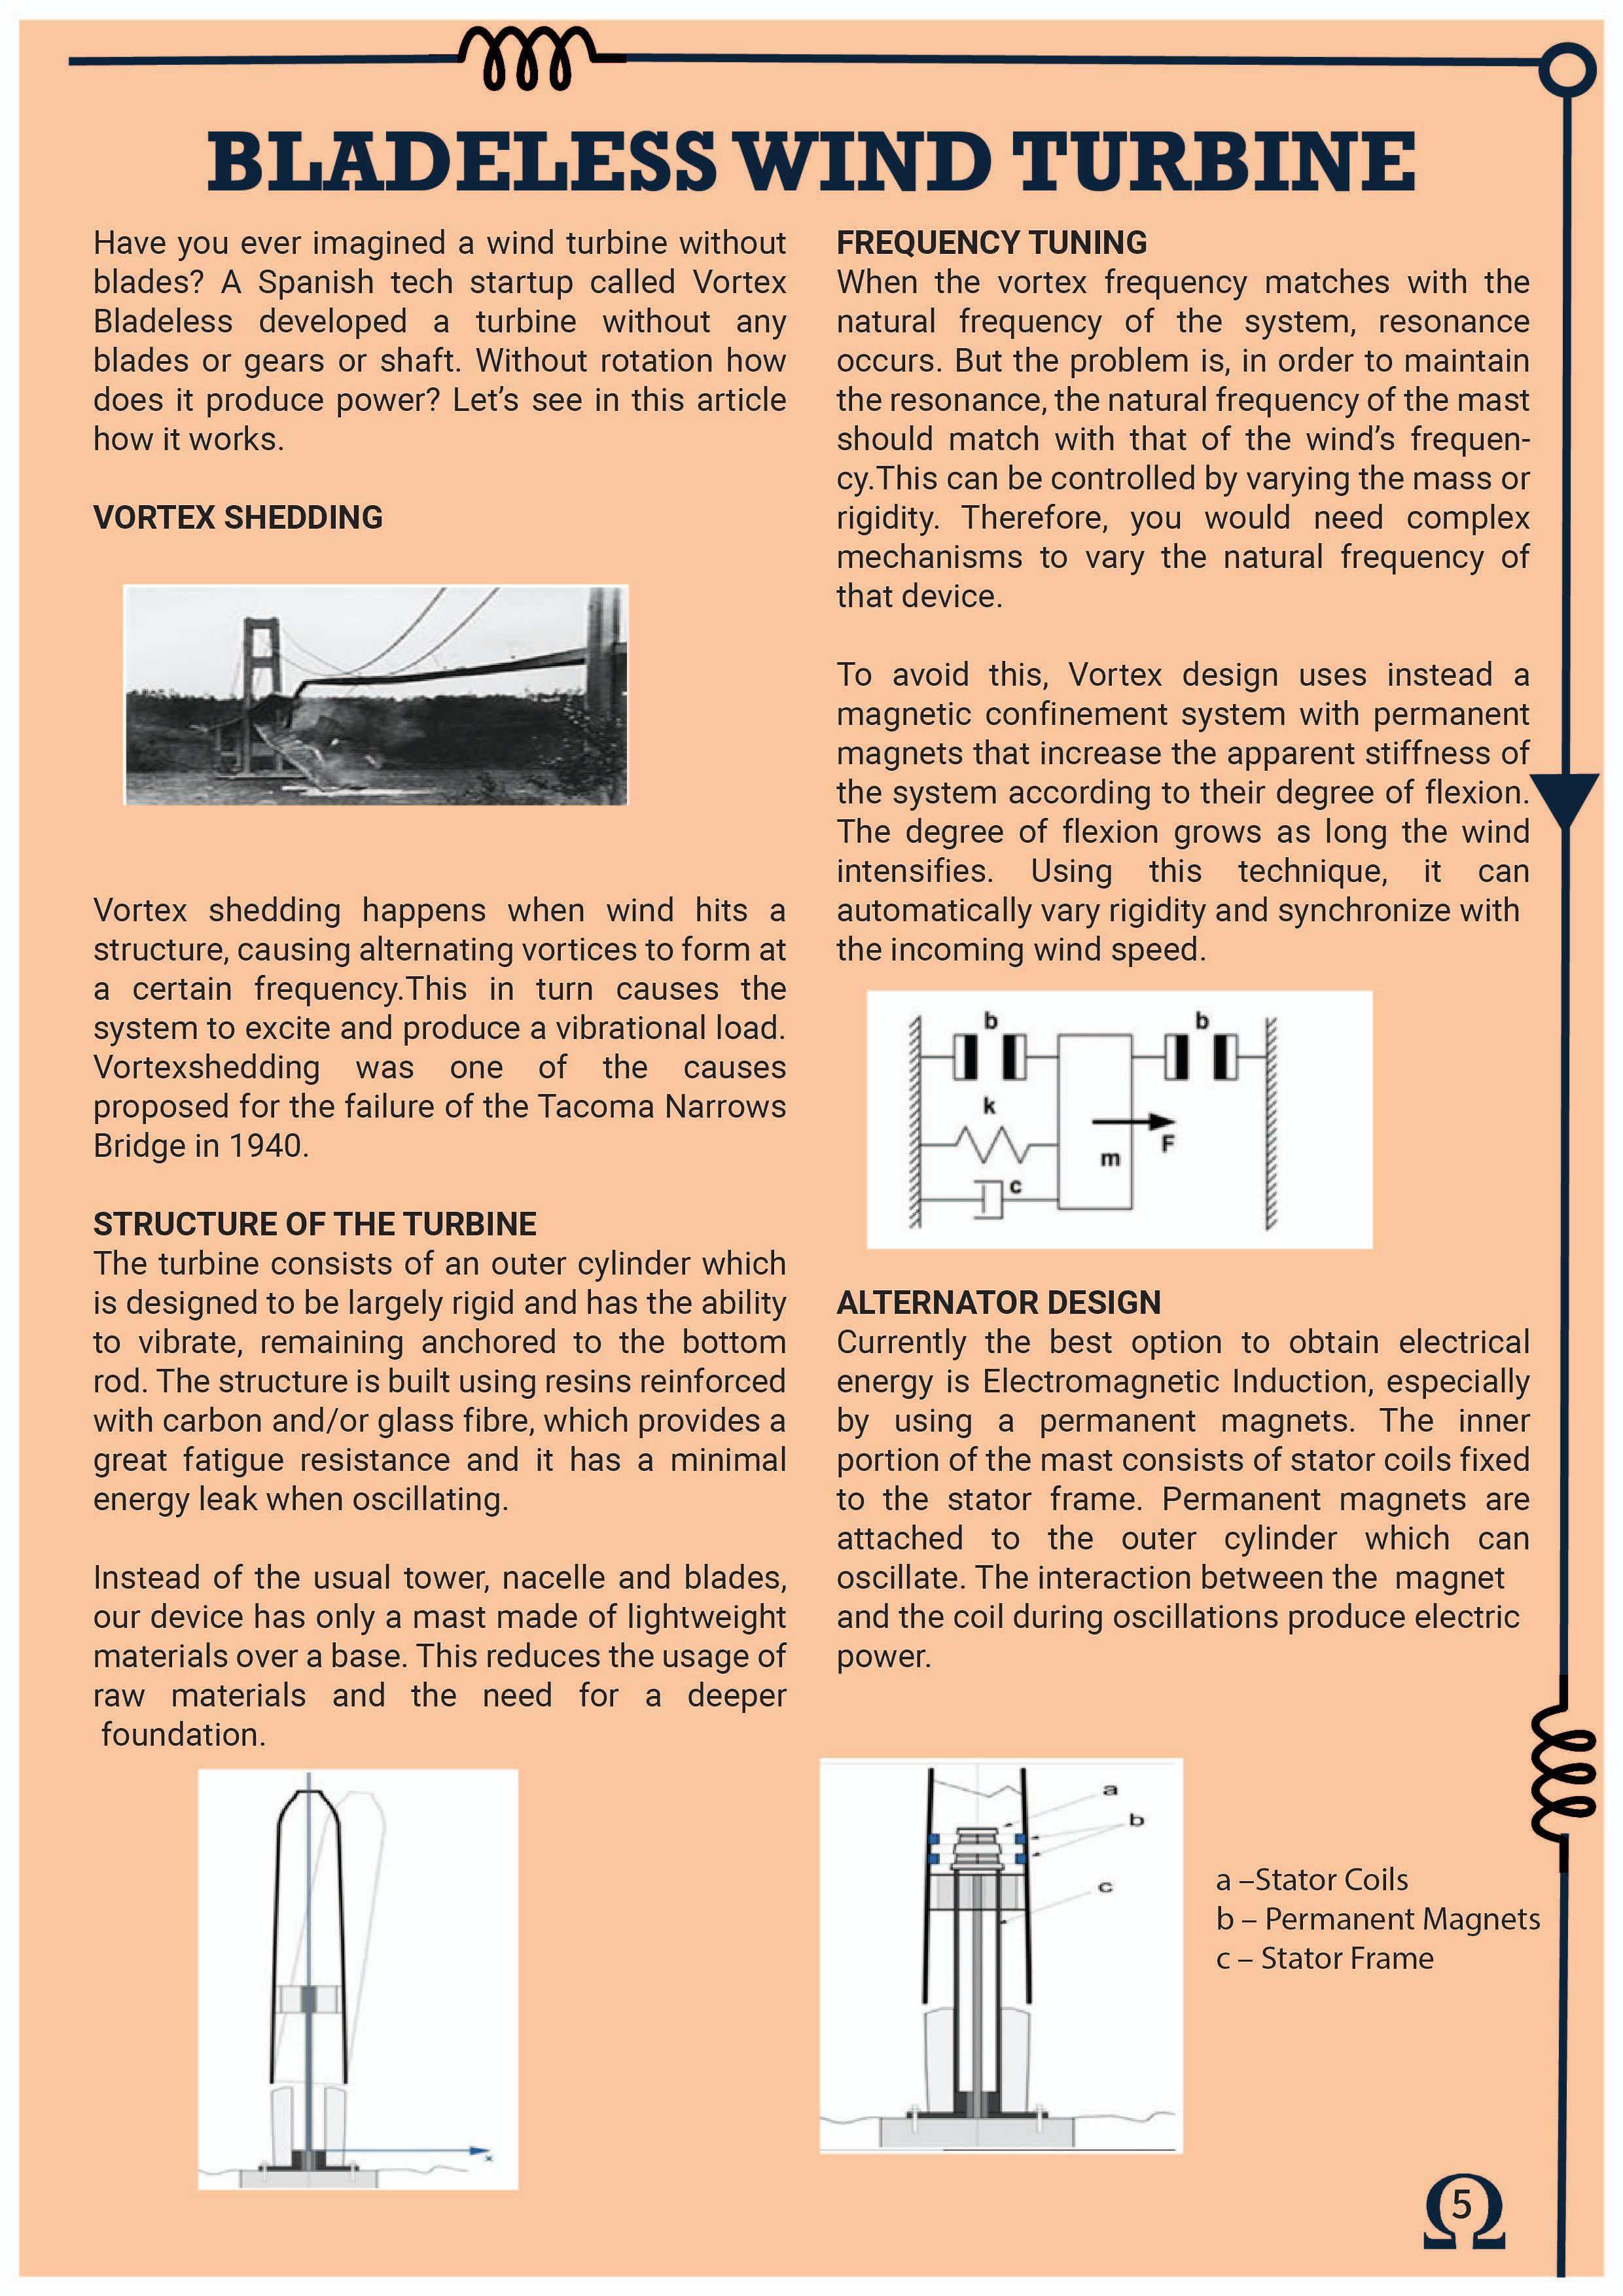 BLADELESS WIND TURBINE
Have you ever imagined a wind turbine without
blades? A Spanish tech startup called Vortex
Bladeless developed a turbine without any
blades or gears or shaft. Without rotation how
does it produce power? Let’s see in this article
how it works.
VORTEX SHEDDING
Vortex shedding happens when wind hits a
structure, causing alternating vortices to form at
a certain frequency.This in turn causes the
system to excite and produce a vibrational load.
Vortexshedding was one of the causes
proposed for the failure of the Tacoma Narrows
Bridge in 1940.
STRUCTURE OF THE TURBINE
The turbine consists of an outer cylinder which
is designed to be largely rigid and has the ability
to vibrate, remaining anchored to the bottom
rod. The structure is built using resins reinforced
with carbon and/or glass fibre, which provides a
great fatigue resistance and it has a minimal
energy leak when oscillating.
Instead of the usual tower, nacelle and blades,
our device has only a mast made of lightweight
materials over a base. This reduces the usage of
raw materials and the need for a deeper
foundation.
x
FREQUENCY TUNING
When the vortex frequency matches with the
natural frequency of the system, resonance
occurs. But the problem is, in order to maintain
the resonance, the natural frequency of the mast
should match with that of the wind’s frequen-
cy.This can be controlled by varying the mass or
rigidity. Therefore, you would need complex
mechanisms to vary the natural frequency of
that device.
To avoid this, Vortex design uses instead a
magnetic confinement system with permanent
magnets that increase the apparent stiffness of
the system according to their degree of flexion.
The degree of flexion grows as long the wind
intensifies. Using this technique, it can
automatically vary rigidity and synchronize with
the incoming wind speed.
b b
k
F
m
c
ALTERNATOR DESIGN
Currently the best option to obtain electrical
energy is Electromagnetic Induction, especially
by using a permanent magnets. The inner
portion of the mast consists of stator coils fixed
to the stator frame. Permanent magnets are
attached to the outer cylinder which can
oscillate. The interaction between the magnet
and the coil during oscillations produce electric
power.
a
b
c
a –Stator Coils
b – Permanent Magnets
c – Stator Frame
Ω 5